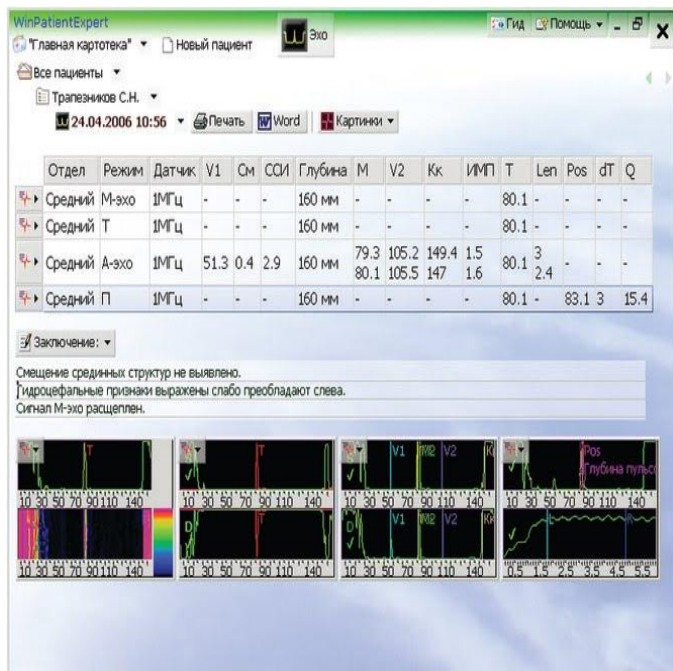 WinPatientExpert
Гид Помощь
"Главная картотека" Новый пациент Эхо
Все пациенты
Трапезников С.Н.
24.04.2006 10:56 Печать Word Картинки
Отдел Режим Датчик V1 См ССИ Глубина M V2 Кк ИМП T Len Pos dT Q
Средний М-эхо 1МГц - - - 160 мм - - - - 80.1 - - - -
Средний T 1МГц - - - 160 мм - - - - 80.1 - - - -
Средний А-эхо 1МГц 51.3 0.4 2.9 160 мм 79.3 105.2 149.4 1.5 80.1 3 - - -
80.1 105.5 147 1.6 2.4
Средний П 1МГц - - - 160 мм - - - - 80.1 - 83.1 3 15.4
Заключение:
Смещение срединных структур не выявлено.
Гидроцефальные признаки выражены слабо преобладают слева.
Сигнал М-эхо расщеплен.
T
10 30 50 70 90 110 140
10 30 50 70 90 110 140
T
10 30 50 70 90 110 140
D T
10 30 50 70 90 110 140
V1 V2
10 30 50 70 90 110 140
D V1 V2 Кк
10 30 50 70 90 110 140
Pos
Глубина пульсо
10 30 50 70 90 110 140
0.5 1.5 2.5 3.5 4.5 5.5